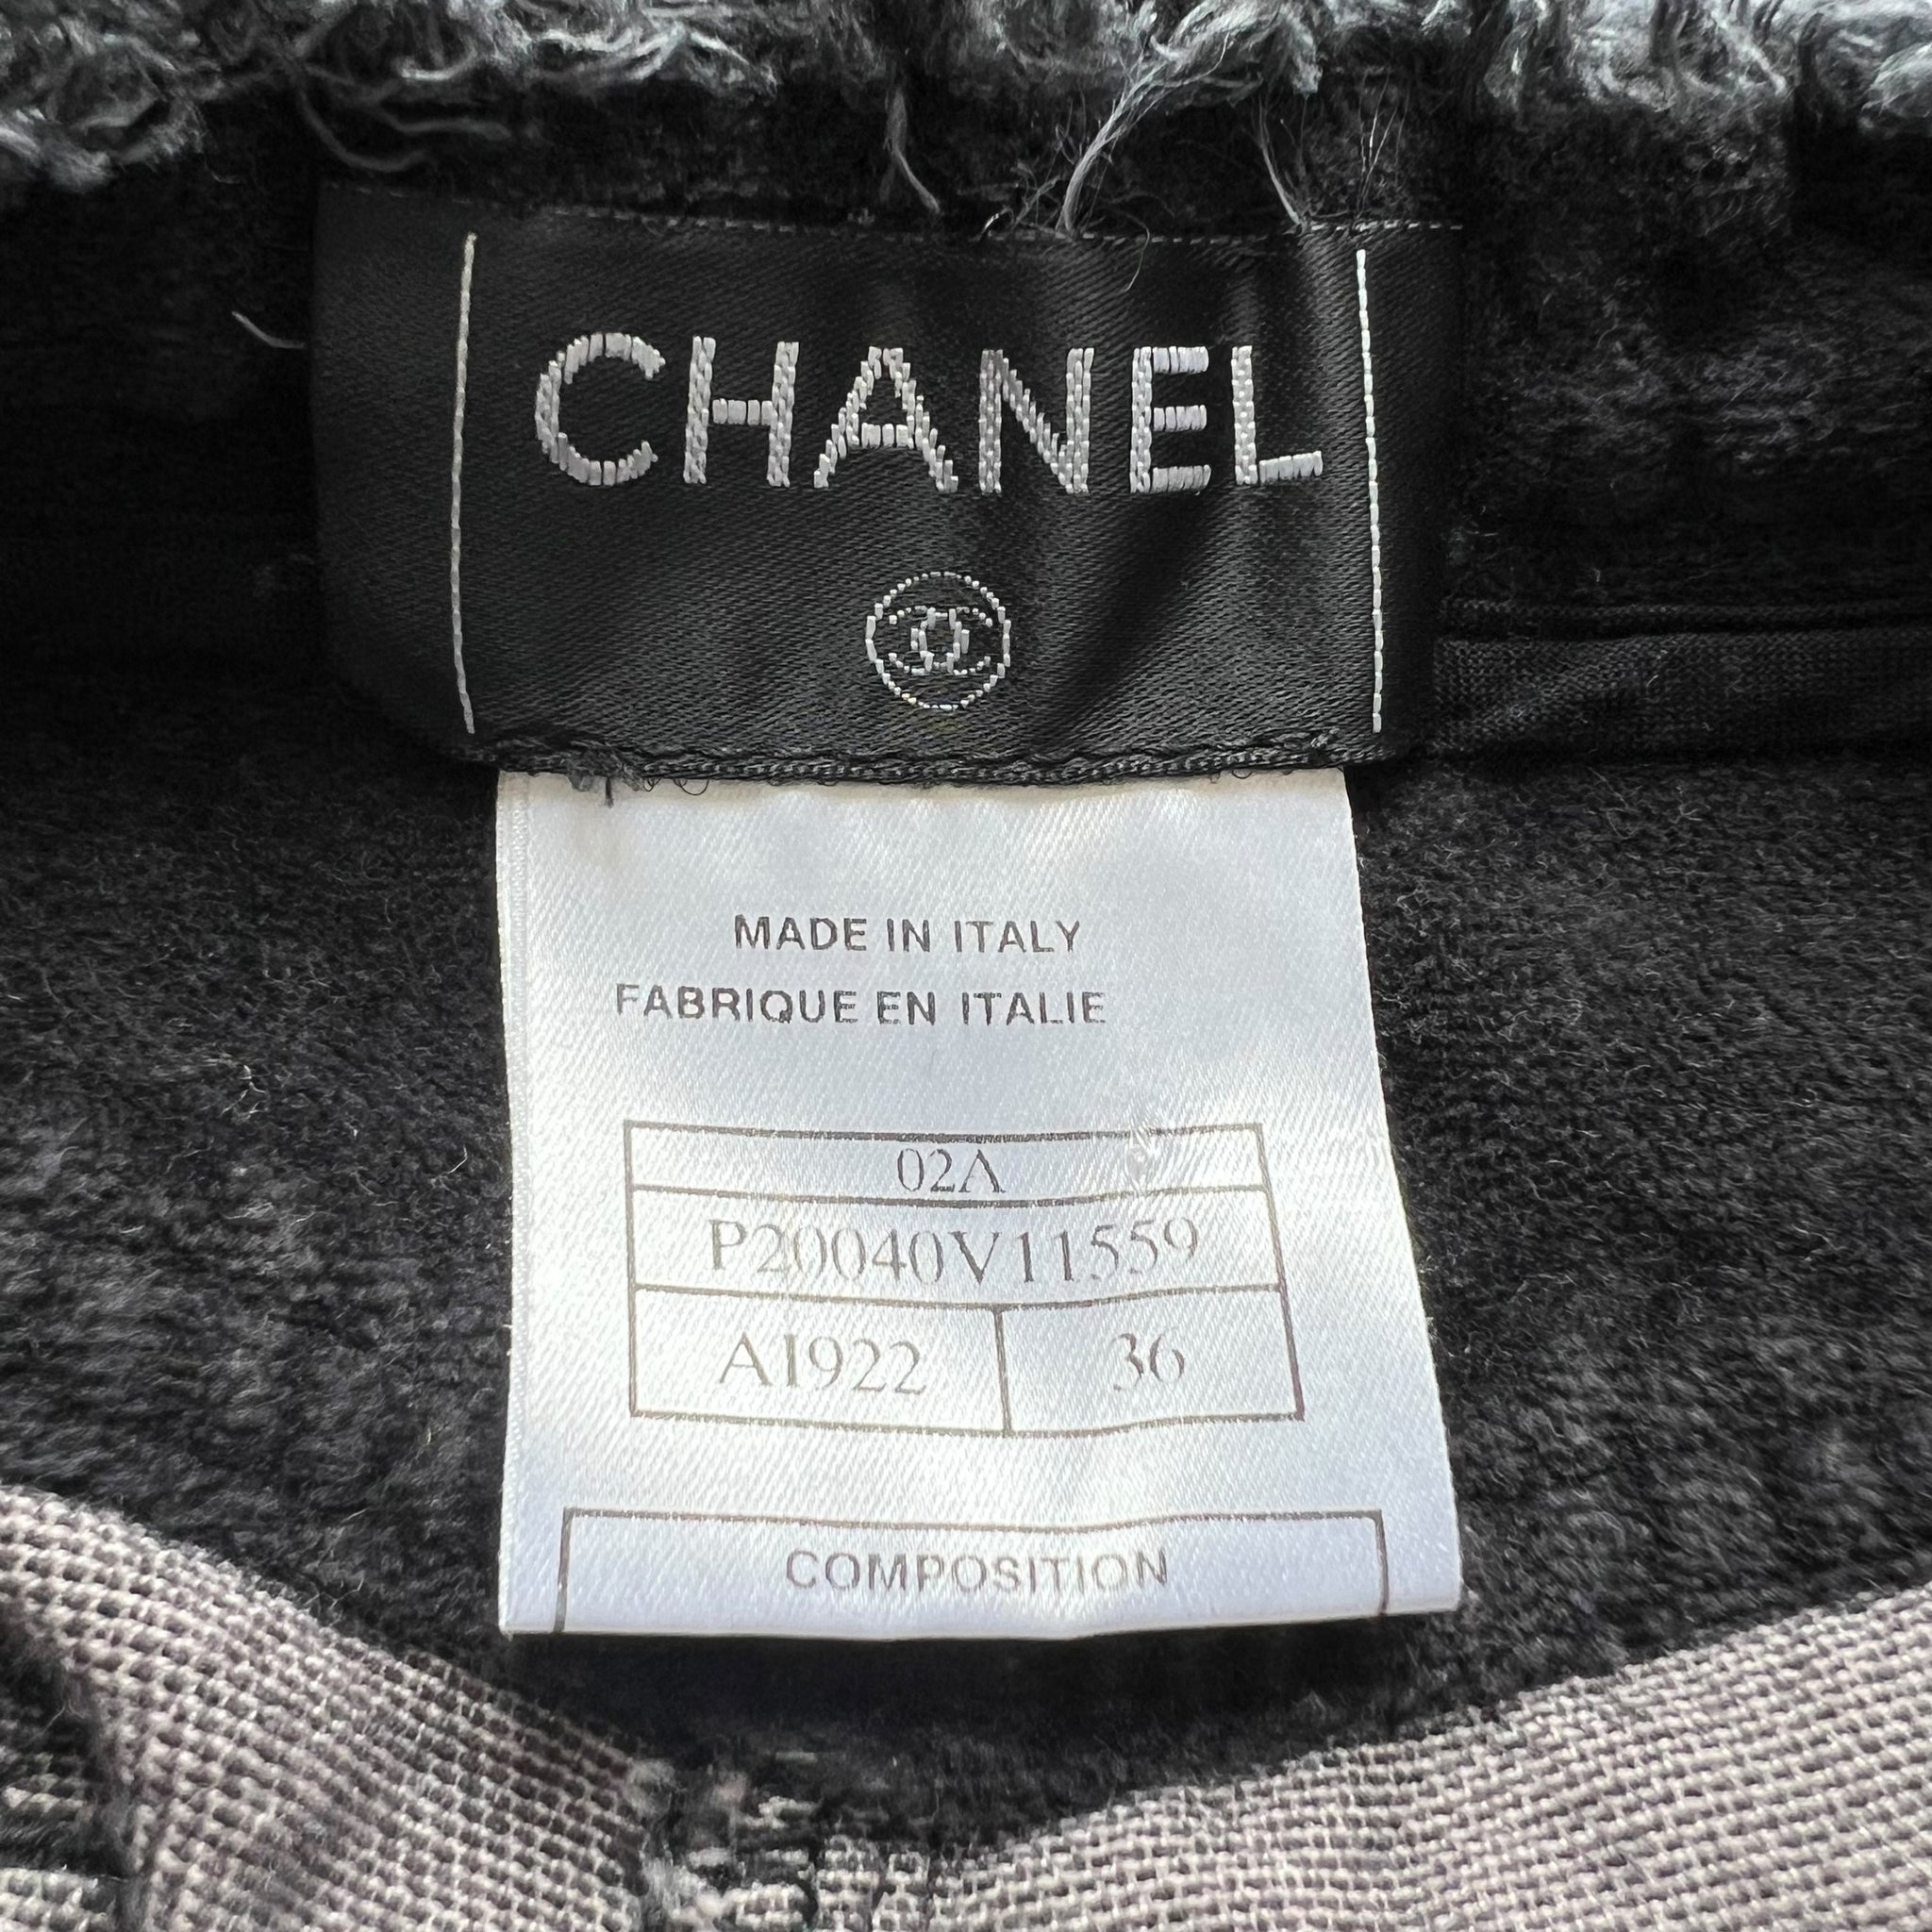 CHANEL
MADE IN ITALY
FABRIQUE EN ITALIE
02A
P20040V11559
A1922
36
COMPOSITION